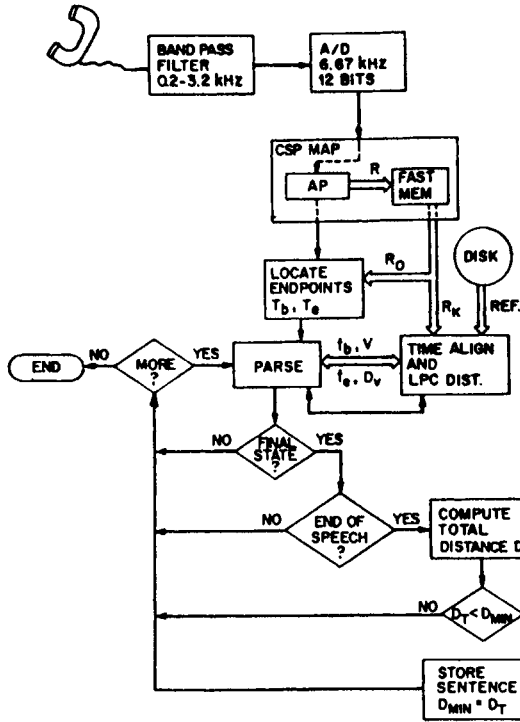 BAND PASS
FILTER
0.2-3.2 kHz
A/D
6.67 kHz
12 BITS
CSP MAP
AP
R
FAST
MEM
LOCATE
ENDPOINTS
Tb, Te
RO
RK
DISK
REF.
END
NO
MORE
?
YES
PARSE
tb, V
te, Dv
TIME ALIGN
AND
LPC DIST.
NO
FINAL
STATE
?
YES
NO
END OF
SPEECH
?
YES
COMPUTE
TOTAL
DISTANCE D
NO
DT < DMIN
STORE
SENTENCE
DMIN = DT